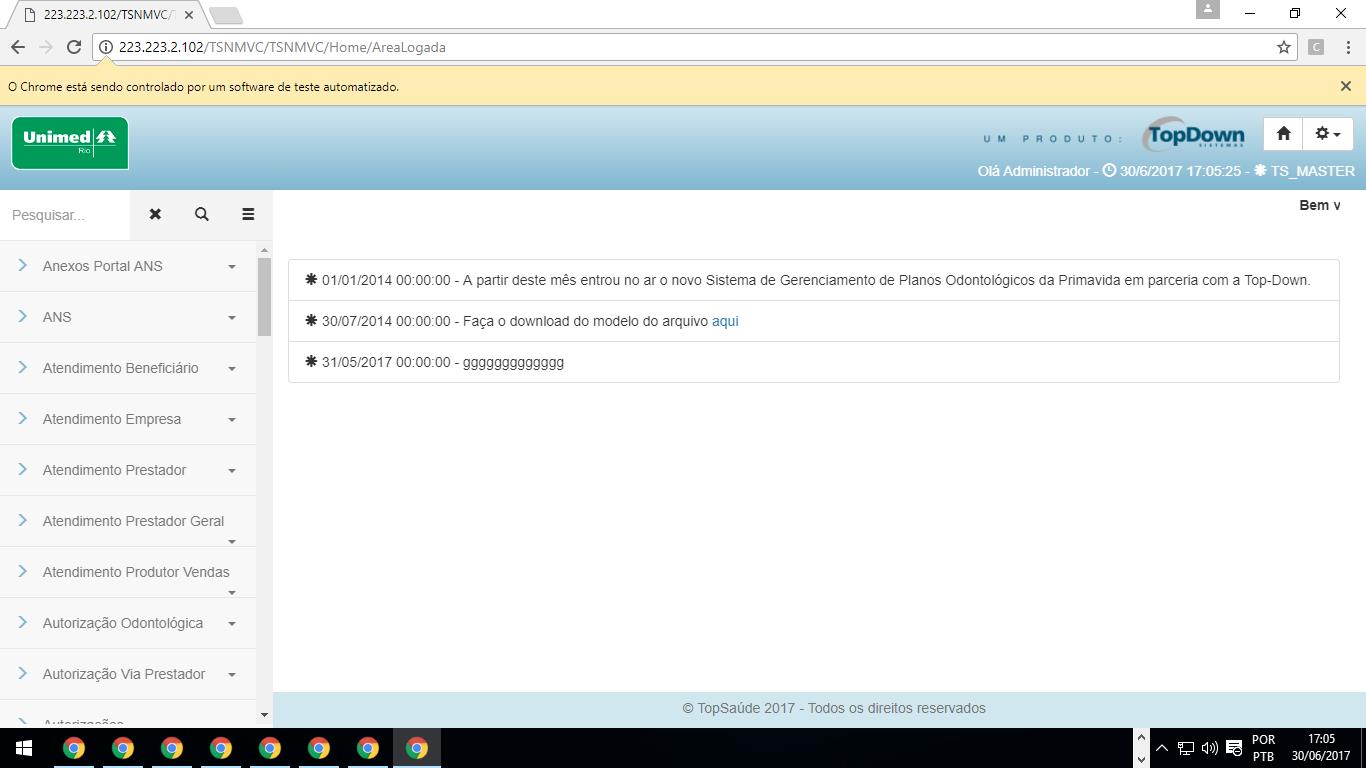 223.223.2.102/TSNMVC/T
223.223.2.102/TSNMVC/TSNMVC/Home/AreaLogada
C
O Chrome está sendo controlado por um software de teste automatizado.
Unimed
Rio
UM PRODUTO:
TopDown
SISTEMAS
Olá Administrador - 30/6/2017 17:05:25 - TS_MASTER
Pesquisar...
Bem v
Anexos Portal ANS
ANS
Atendimento Beneficiário
Atendimento Empresa
Atendimento Prestador
Atendimento Prestador Geral
Atendimento Produtor Vendas
Autorização Odontológica
Autorização Via Prestador
Autorizações
01/01/2014 00:00:00 - A partir deste mês entrou no ar o novo Sistema de Gerenciamento de Planos Odontológicos da Primavida em parceria com a Top-Down.
30/07/2014 00:00:00 - Faça o download do modelo do arquivo aqui
31/05/2017 00:00:00 - ggggggggggggg
© TopSaúde 2017 - Todos os direitos reservados
POR
PTB
17:05
30/06/2017